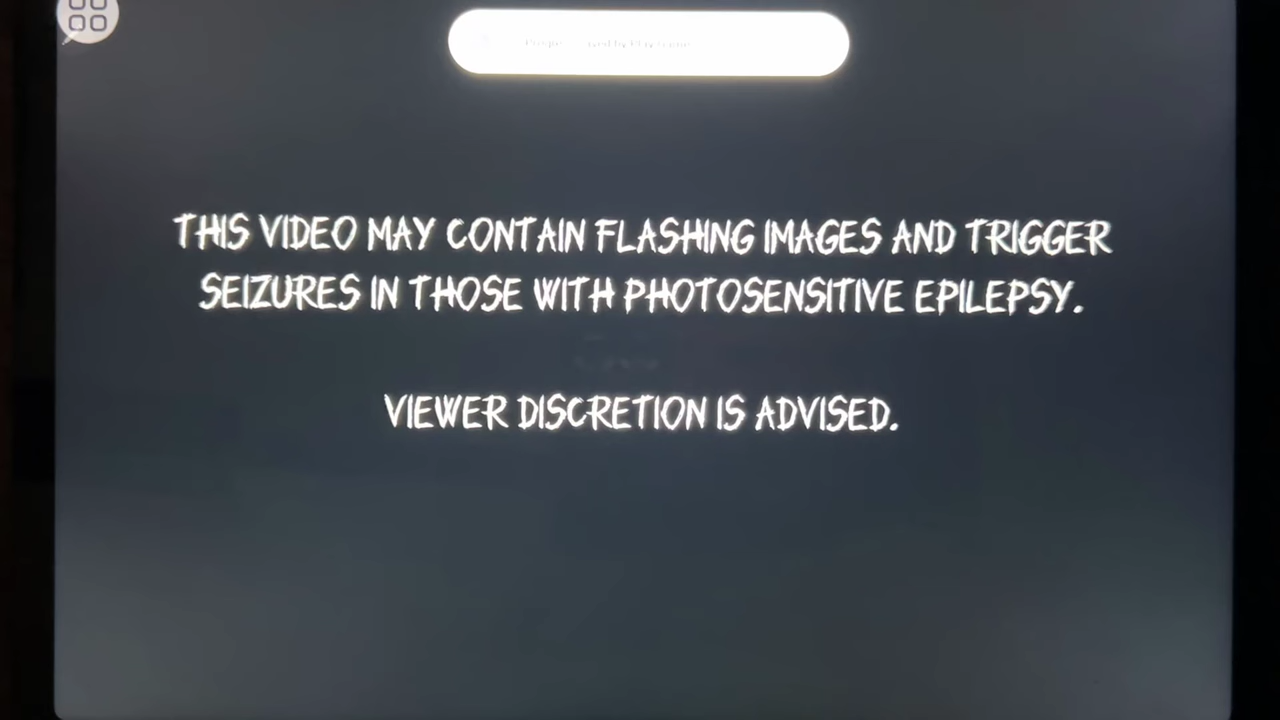 THIS VIDEO MAY CONTAIN FLASHING IMAGES AND TRIGGER
SEIZURES IN THOSE WITH PHOTOSENSITIVE EPILEPSY.
VIEWER DISCRETION IS ADVISED.